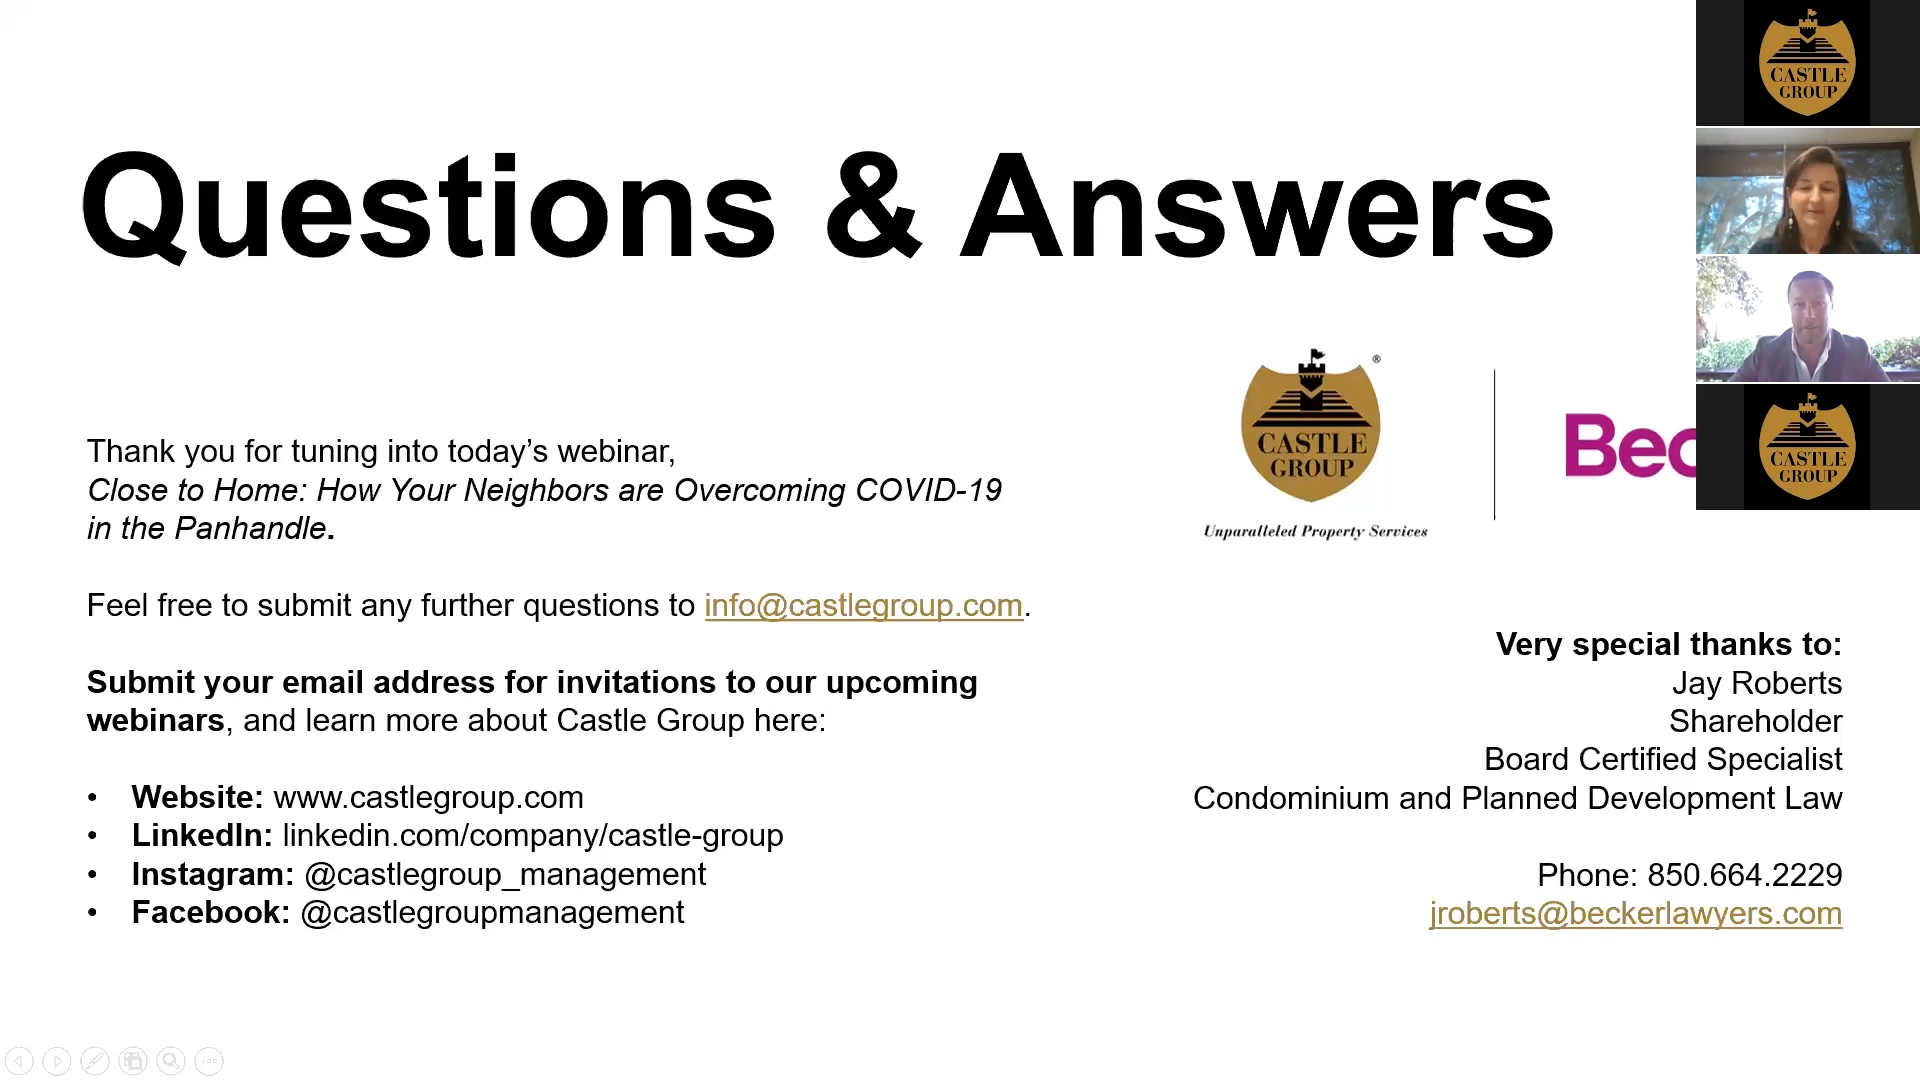 Questions & Answers
Thank you for tuning into today’s webinar,
Close to Home: How Your Neighbors are Overcoming COVID-19
in the Panhandle.
Feel free to submit any further questions to info@castlegroup.com.
Submit your email address for invitations to our upcoming
webinars, and learn more about Castle Group here:
• Website: www.castlegroup.com
• LinkedIn: linkedin.com/company/castle-group
• Instagram: @castlegroup_management
• Facebook: @castlegroupmanagement
CASTLE
GROUP
®
Unparalleled Property Services
Bec
Very special thanks to:
Jay Roberts
Shareholder
Board Certified Specialist
Condominium and Planned Development Law
Phone: 850.664.2229
jroberts@beckerlawyers.com
CASTLE
GROUP
CASTLE
GROUP